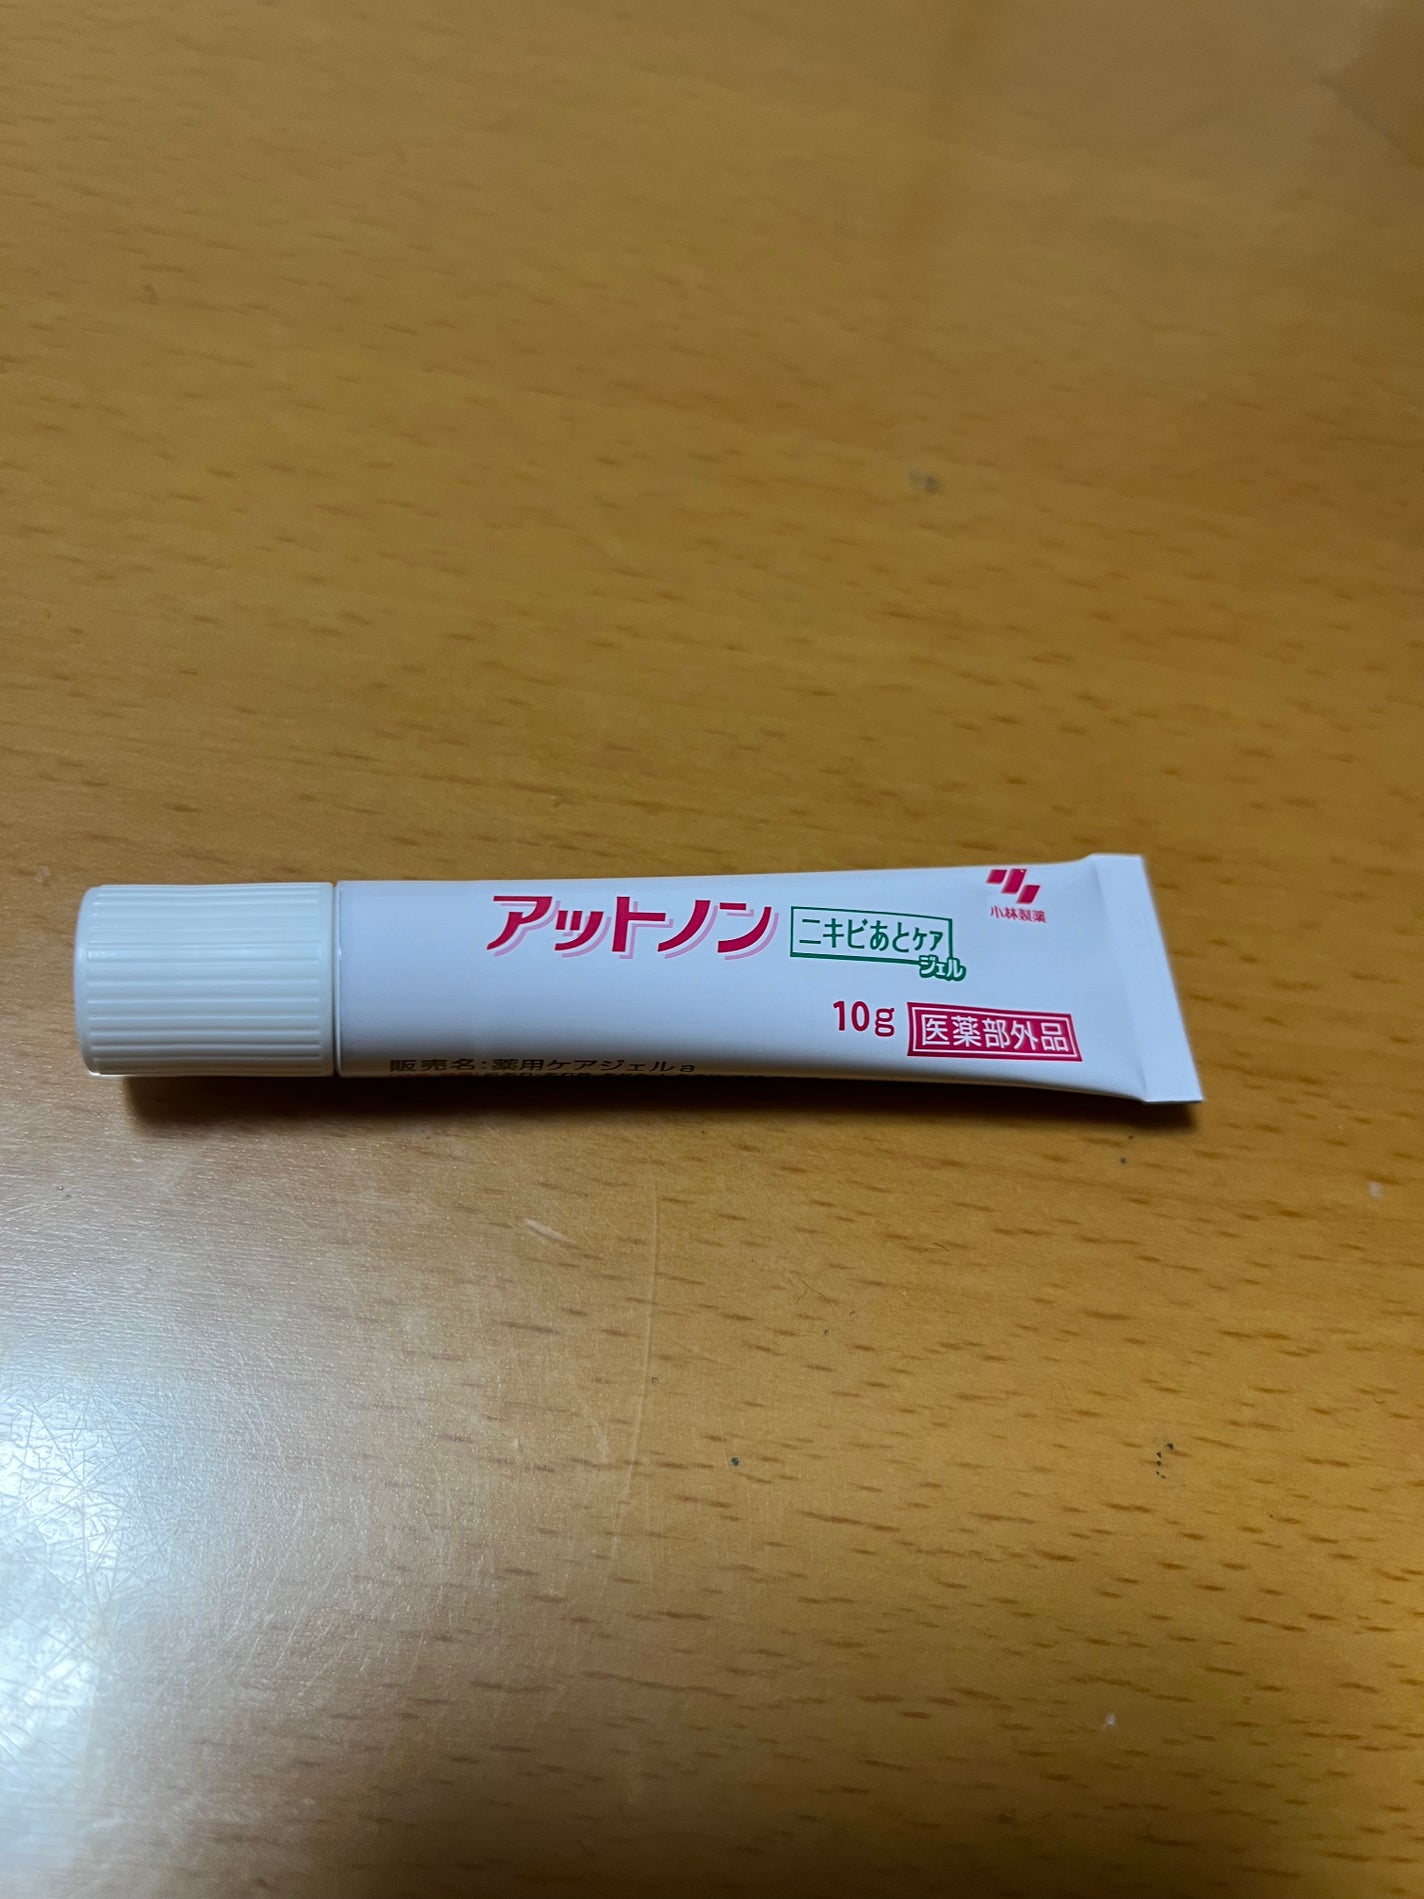 アットノン
ニキビあとケア
ジェル
小林製薬
10g
医薬部外品
販売名:薬用ケアジェルa